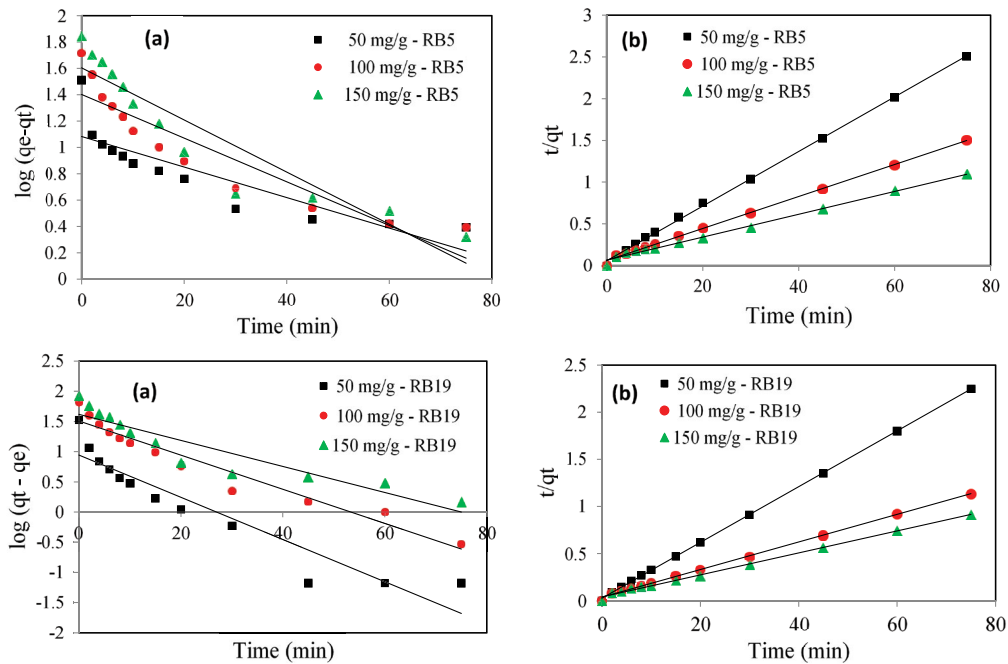 (a)
50 mg/g - RB5
100 mg/g - RB5
150 mg/g - RB5
log (qe-qt)
2
1.8
1.6
1.4
1.2
1
0.8
0.6
0.4
0.2
0
0 20 40 60 80
Time (min)
(b)
50 mg/g - RB5
100 mg/g - RB5
150 mg/g - RB5
t/qt
3
2.5
2
1.5
1
0.5
0
0 20 40 60 80
Time (min)
(a)
50 mg/g - RB19
100 mg/g - RB19
150 mg/g - RB19
log (qt - qe)
2.5
2
1.5
1
0.5
0
-0.5
-1
-1.5
-2
0 20 40 60 80
Time (min)
(b)
50 mg/g - RB19
100 mg/g - RB19
150 mg/g - RB19
t/qt
2.5
2
1.5
1
0.5
0
0 20 40 60 80
Time (min)